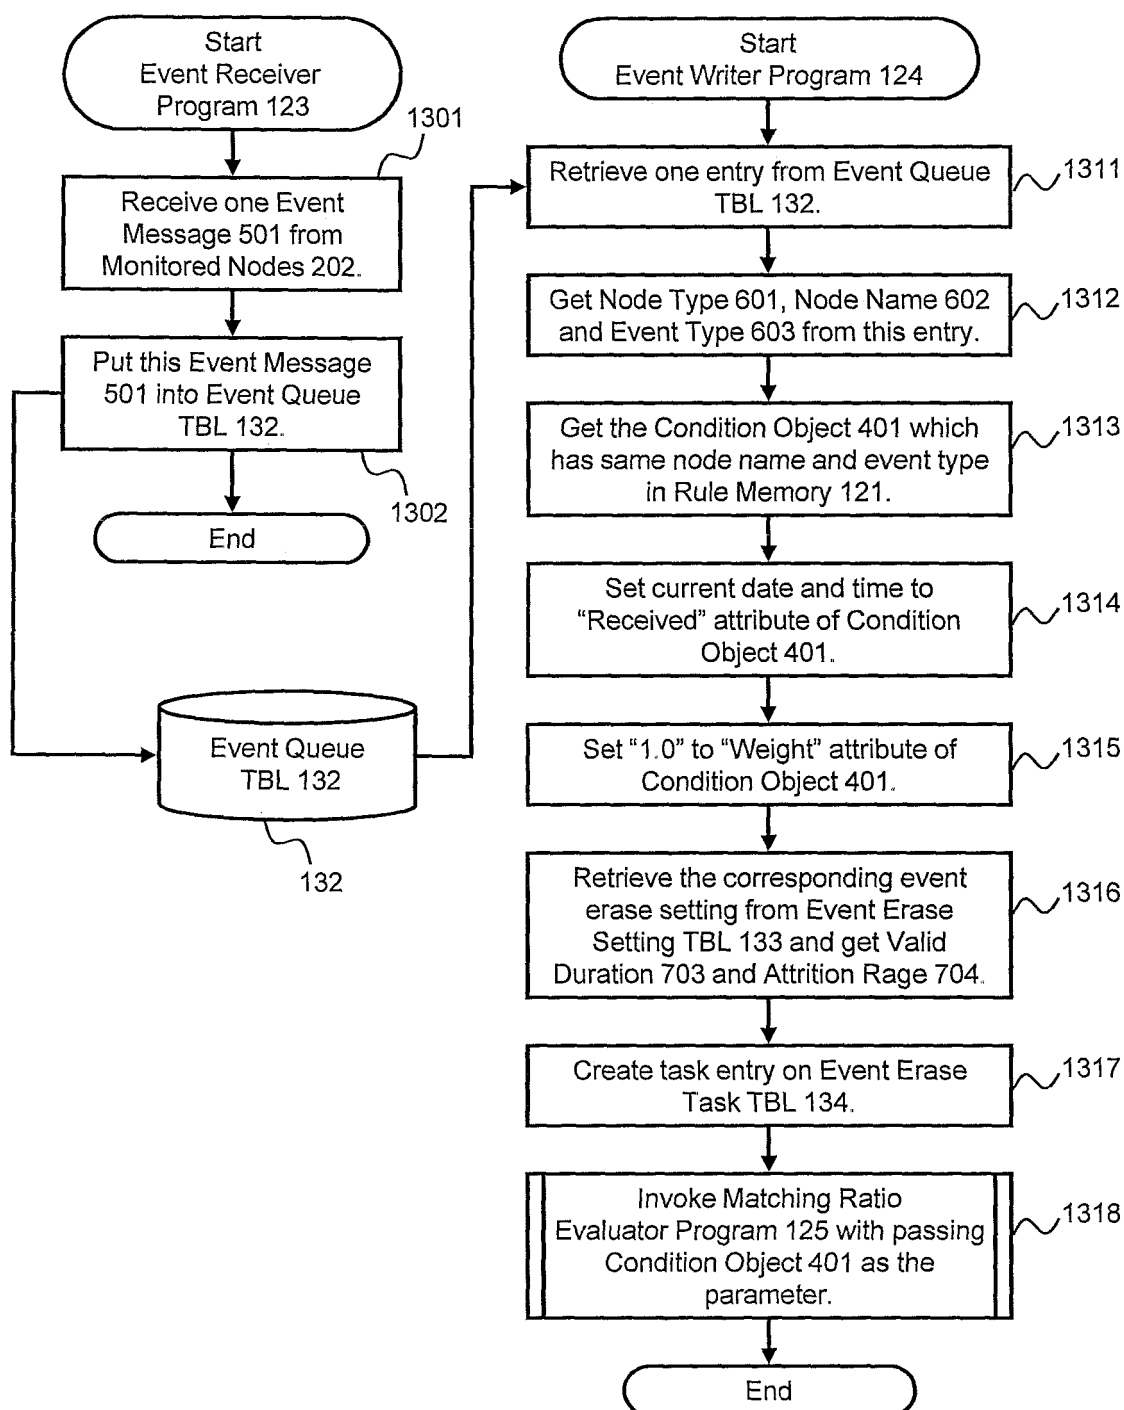 Start
Event Receiver
Program 123
1301
Receive one Event
Message 501 from
Monitored Nodes 202.
Put this Event Message
501 into Event Queue
TBL 132.
1302
End
Event Queue
TBL 132
132
Start
Event Writer Program 124
Retrieve one entry from Event Queue
TBL 132.
1311
Get Node Type 601, Node Name 602
and Event Type 603 from this entry.
1312
Get the Condition Object 401 which
has same node name and event type
in Rule Memory 121.
1313
Set current date and time to
“Received” attribute of Condition
Object 401.
1314
Set “1.0” to “Weight” attribute of
Condition Object 401.
1315
Retrieve the corresponding event
erase setting from Event Erase
Setting TBL 133 and get Valid
Duration 703 and Attrition Rage 704.
1316
Create task entry on Event Erase
Task TBL 134.
1317
Invoke Matching Ratio
Evaluator Program 125 with passing
Condition Object 401 as the
parameter.
1318
End